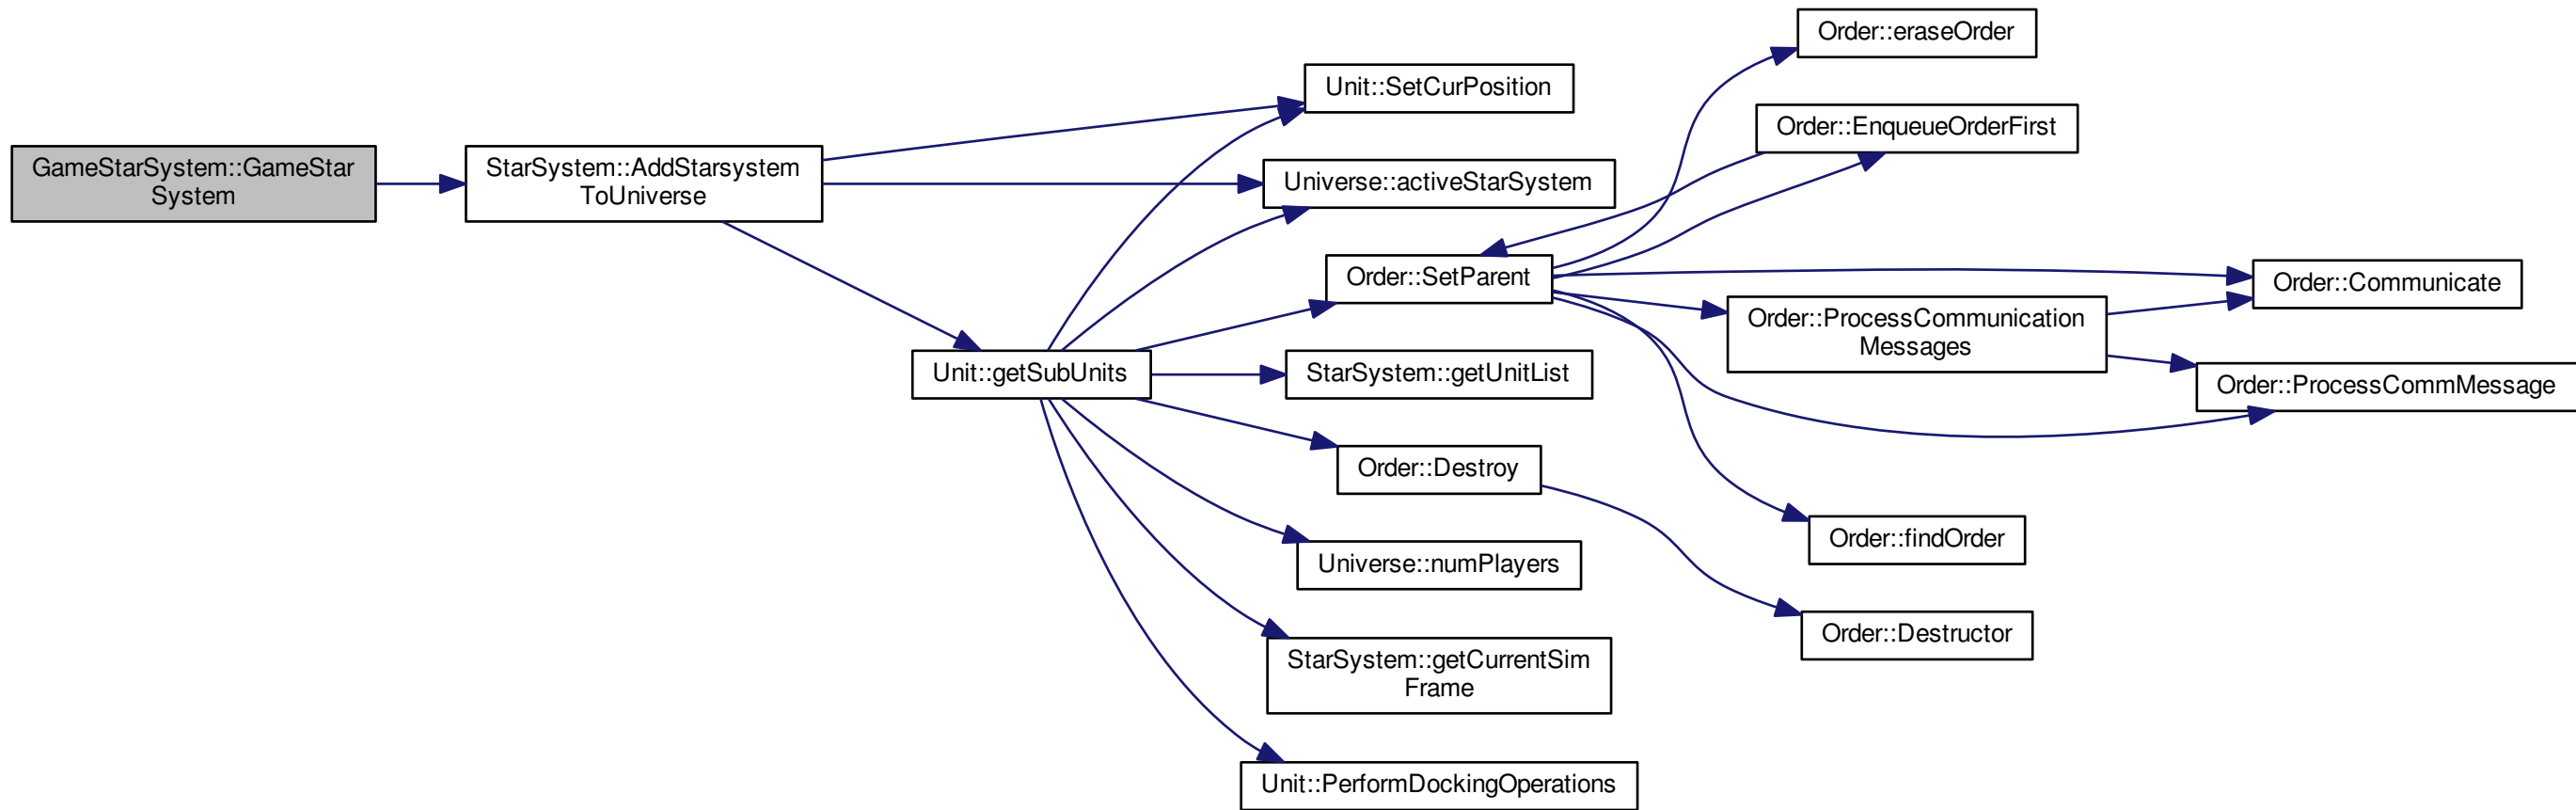 GameStarSystem::GameStar
System
StarSystem::AddStarsystem
ToUniverse
Unit::SetCurPosition
Universe::activeStarSystem
Unit::getSubUnits
Order::SetParent
StarSystem::getUnitList
Order::Destroy
Universe::numPlayers
StarSystem::getCurrentSim
Frame
Unit::PerformDockingOperations
Order::eraseOrder
Order::EnqueueOrderFirst
Order::ProcessCommunication
Messages
Order::findOrder
Order::Destructor
Order::Communicate
Order::ProcessCommMessage